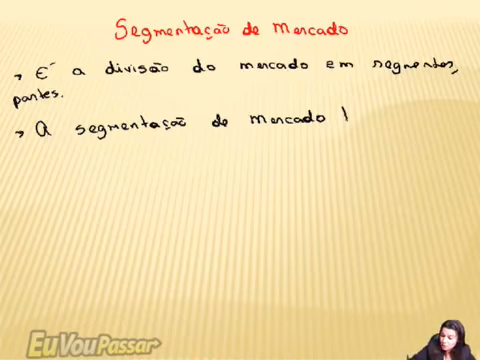 Segmentação de Mercado
→ É a divisão do mercado em segmentos,
partes.
→ A segmentação de mercado
EuVouPassar